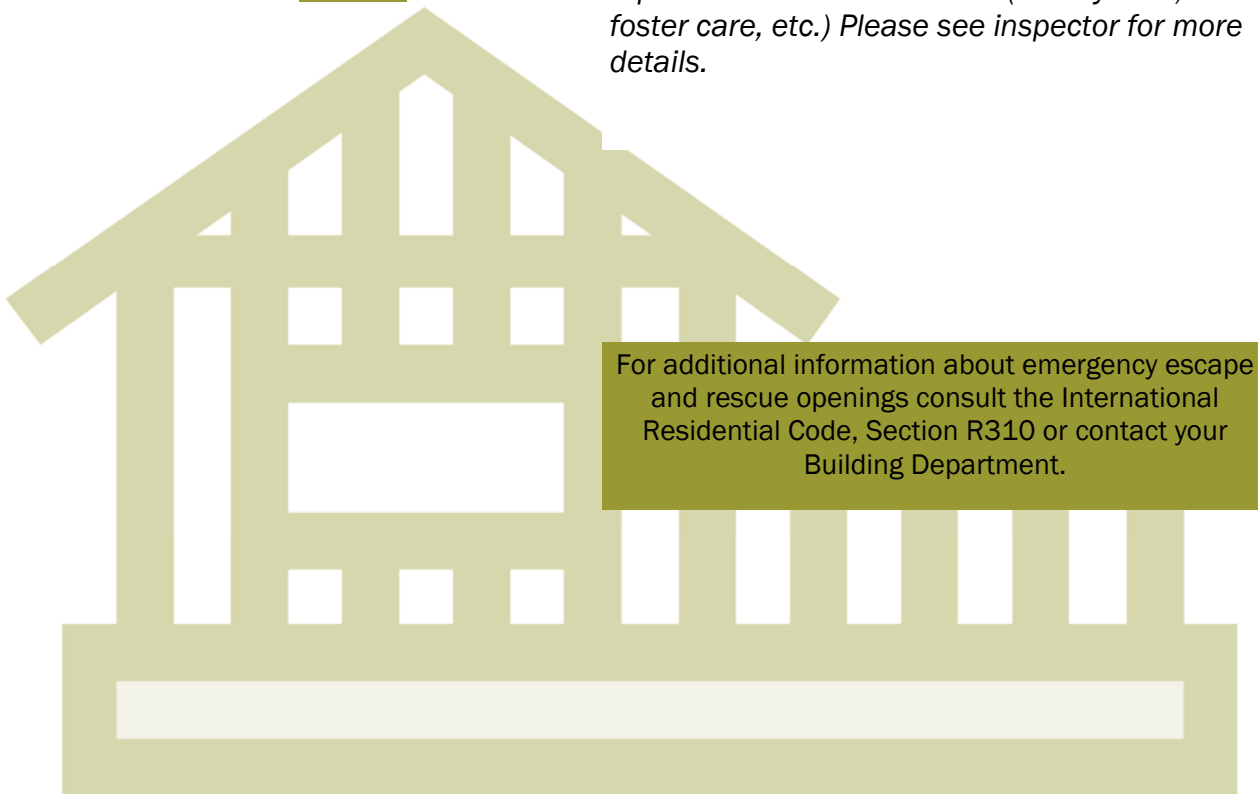 foster care, etc.) Please see inspector for more
details.
For additional information about emergency escape
and rescue openings consult the International
Residential Code, Section R310 or contact your
Building Department.